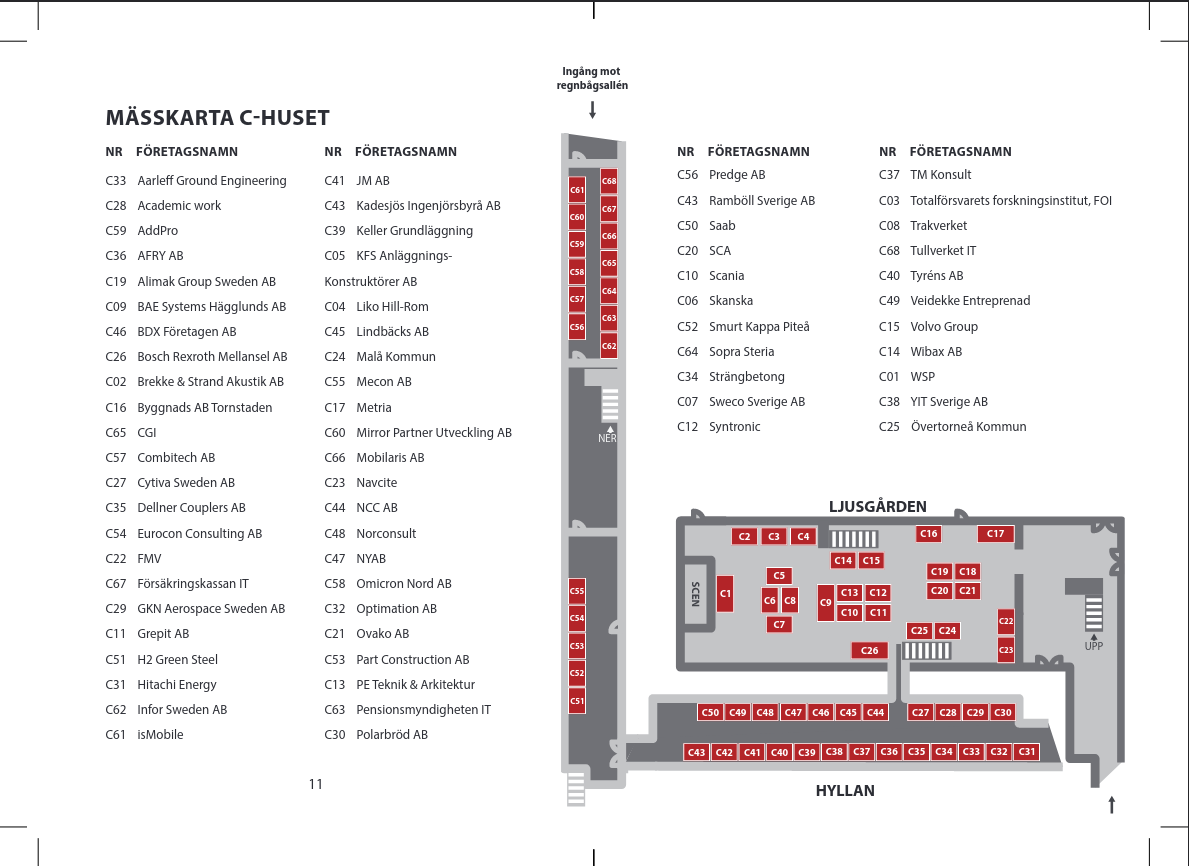 Ingång mot
regnbågsallén
MÄSSKARTA C-HUSET
NR FÖRETAGSNAMN
C33 Aarleff Ground Engineering
C28 Academic work
C59 AddPro
C36 AFRY AB
C19 Alimak Group Sweden AB
C09 BAE Systems Hägglunds AB
C46 BDX Företagen AB
C26 Bosch Rexroth Mellansel AB
C02 Brekke & Strand Akustik AB
C16 Byggnads AB Tornstaden
C65 CGI
C57 Combitech AB
C27 Cytiva Sweden AB
C35 Dellner Couplers AB
C54 Eurocon Consulting AB
C22 FMV
C67 Försäkringskassan IT
C29 GKN Aerospace Sweden AB
C11 Grepit AB
C51 H2 Green Steel
C31 Hitachi Energy
C62 Infor Sweden AB
C61 isMobile
NR FÖRETAGSNAMN
C41 JM AB
C43 Kadesjös Ingenjörsbyrå AB
C39 Keller Grundläggning
C05 KFS Anläggnings-
Konstruktörer AB
C04 Liko Hill-Rom
C45 Lindbäcks AB
C24 Malå Kommun
C55 Mecon AB
C17 Metria
C60 Mirror Partner Utveckling AB
C66 Mobilaris AB
C23 Navcite
C44 NCC AB
C48 Norconsult
C47 NYAB
C58 Omicron Nord AB
C32 Optimation AB
C21 Ovako AB
C53 Part Construction AB
C13 PE Teknik & Arkitektur
C63 Pensionsmyndigheten IT
C30 Polarbröd AB
11
C61
C60
C59
C58
C57
C56
C68
C67
C66
C65
C64
C63
C62
NER
C55
C54
C53
C52
C51
NR FÖRETAGSNAMN
C56 Predge AB
C43 Ramböll Sverige AB
C50 Saab
C20 SCA
C10 Scania
C06 Skanska
C52 Smurt Kappa Piteå
C64 Sopra Steria
C34 Strängbetong
C07 Sweco Sverige AB
C12 Syntronic
NR FÖRETAGSNAMN
C37 TM Konsult
C03 Totalförsvarets forskningsinstitut, FOI
C08 Trakverket
C68 Tullverket IT
C40 Tyréns AB
C49 Veidekke Entreprenad
C15 Volvo Group
C14 Wibax AB
C01 WSP
C38 YIT Sverige AB
C25 Övertorneå Kommun
LJUSGÅRDEN
C2 C3 C4 C16 C17
C14 C15
C5 C19 C18
SCEN C1 C6 C8 C9 C13 C12 C20 C21
C10 C11
C7 C25 C24 C22
C26 C23
UPP
C50 C49 C48 C47 C46 C45 C44 C27 C28 C29 C30
C43 C42 C41 C40 C39 C38 C37 C36 C35 C34 C33 C32 C31
HYLLAN